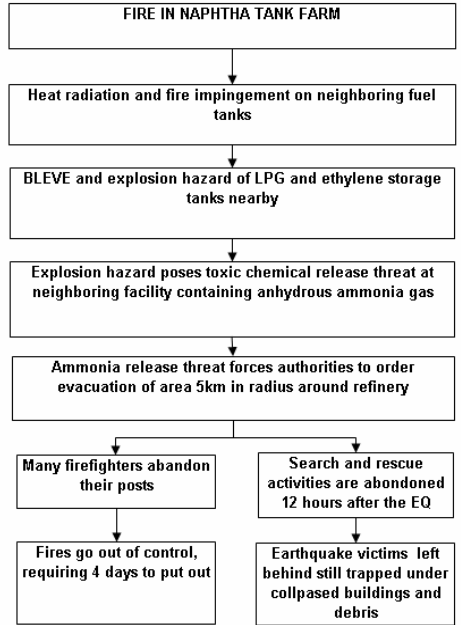 FIRE IN NAPHTHA TANK FARM
Heat radiation and fire impingement on neighboring fuel
tanks
BLEVE and explosion hazard of LPG and ethylene storage
tanks nearby
Explosion hazard poses toxic chemical release threat at
neighboring facility containing anhydrous ammonia gas
Ammonia release threat forces authorities to order
evacuation of area 5km in radius around refinery
Many firefighters abandon
their posts
Search and rescue
activities are abondoned
12 hours after the EQ
Fires go out of control,
requiring 4 days to put out
Earthquake victims left
behind still trapped under
collpased buildings and
debris